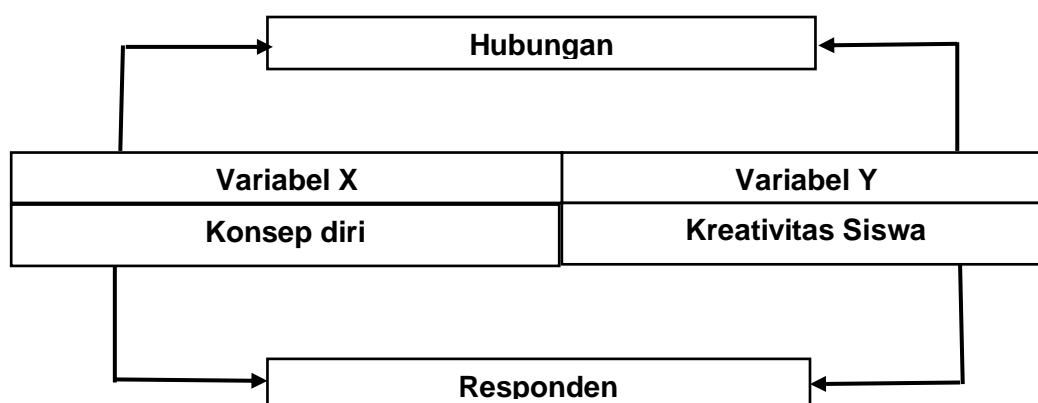 Hubungan
Variabel X
Variabel Y
Konsep diri
Kreativitas Siswa
Responden